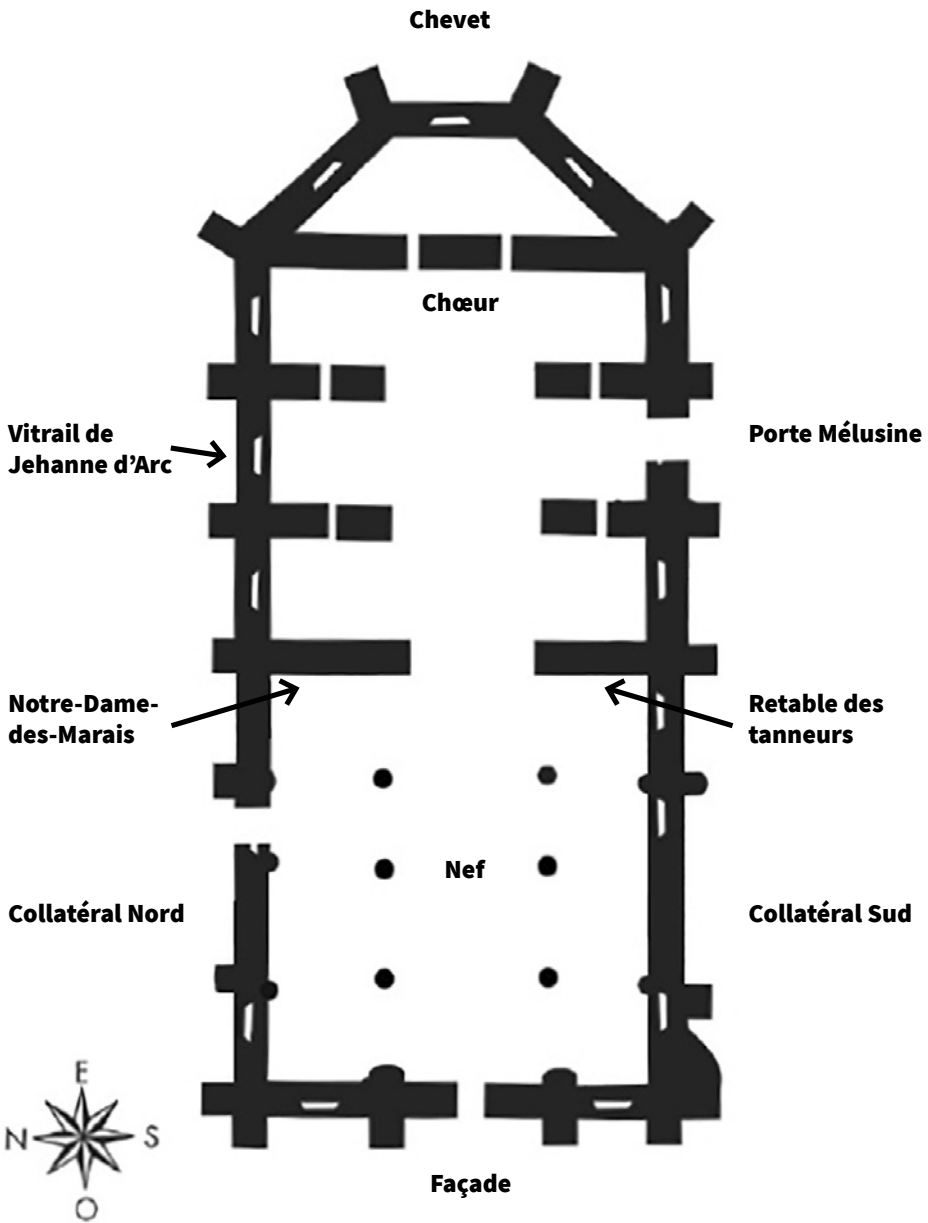 Chevet
Chœur
Vitrail de
Jehanne d’Arc
Porte Mélusine
Notre-Dame-
des-Marais
Retable des
tanneurs
Nef
Collatéral Nord
Collatéral Sud
E
N
S
O
Façade